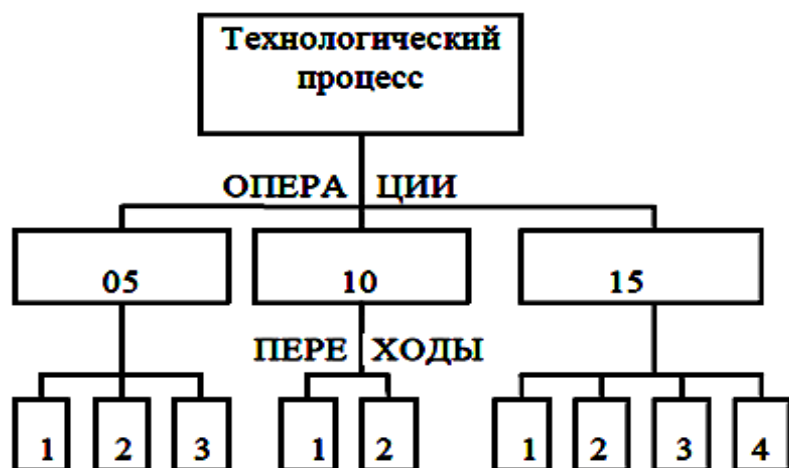 Технологический
процесс
ОПЕРА ЦИИ
05 10 15
ПЕРЕ ХОДЫ
1 2 3 1 2 1 2 3 4